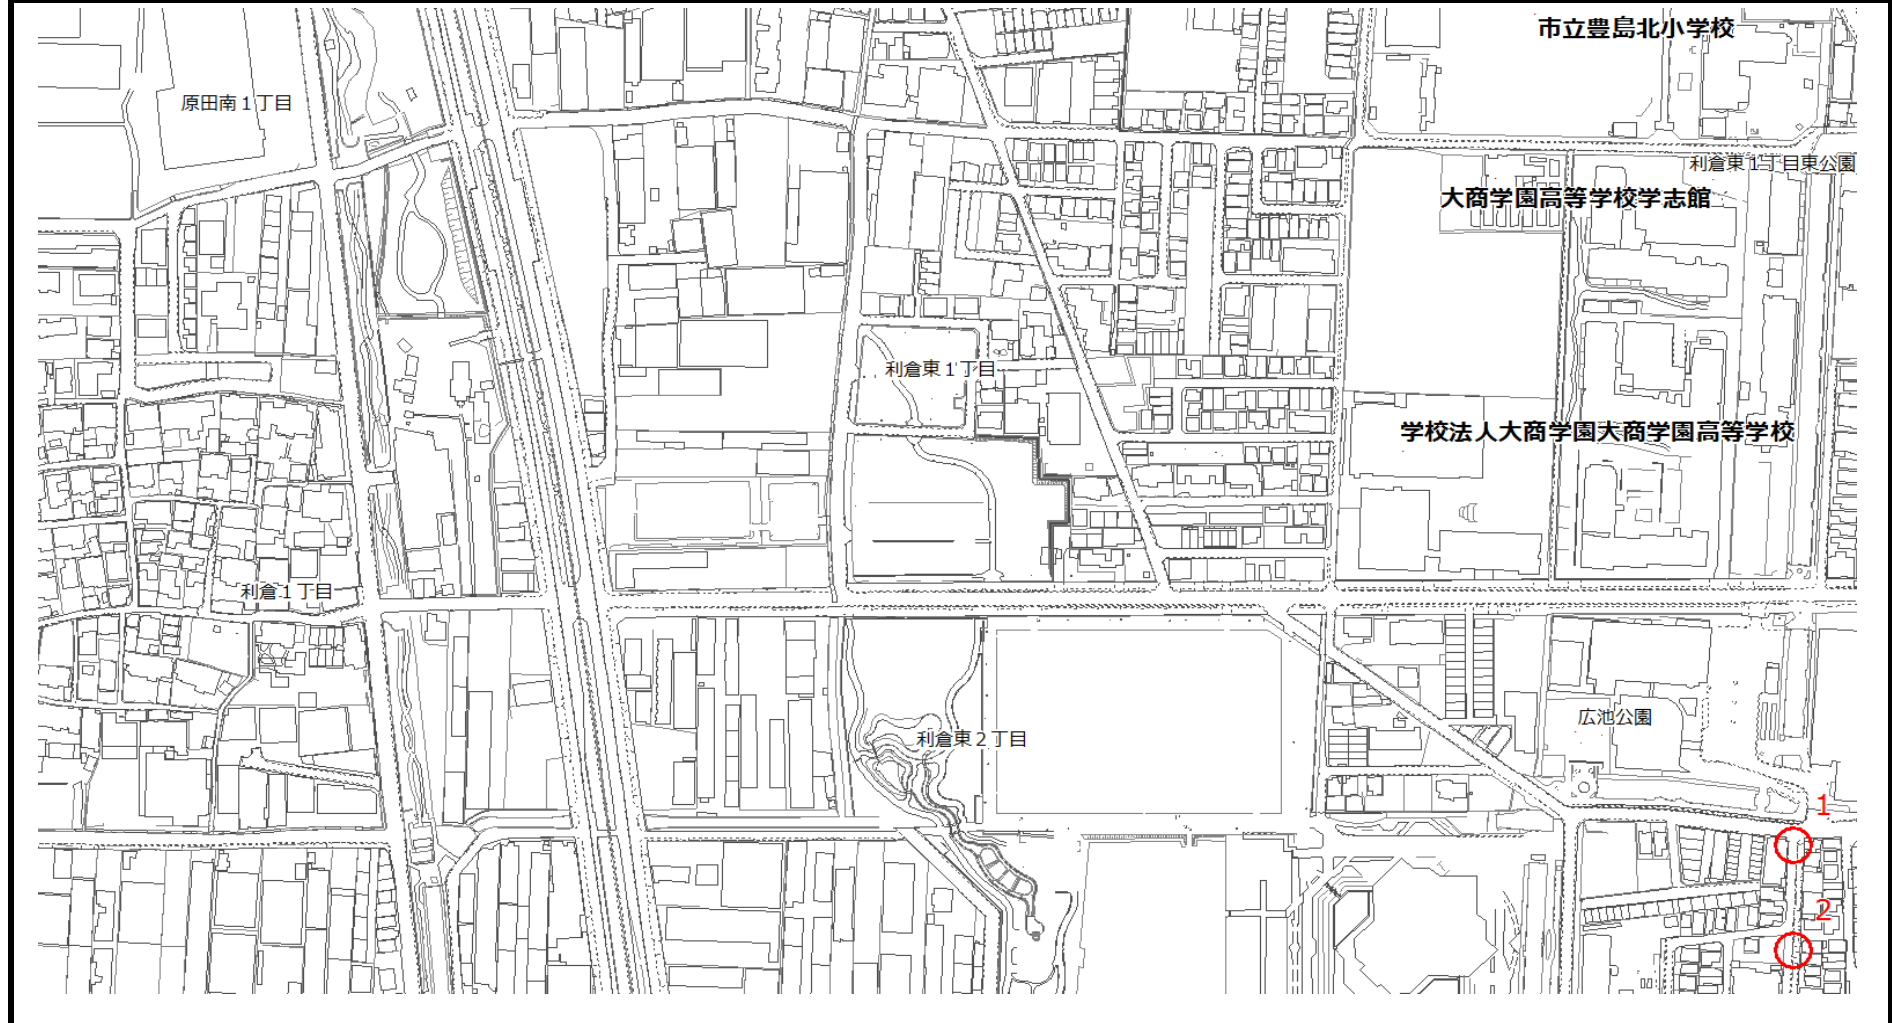 市立豊島北小学校
原田南1丁目
利倉東1丁目東公園
大商学園高等学校学志館
利倉東1丁目
学校法人大商学園大商学園高等学校
利倉1丁目
広池公園
利倉東2丁目
1
2